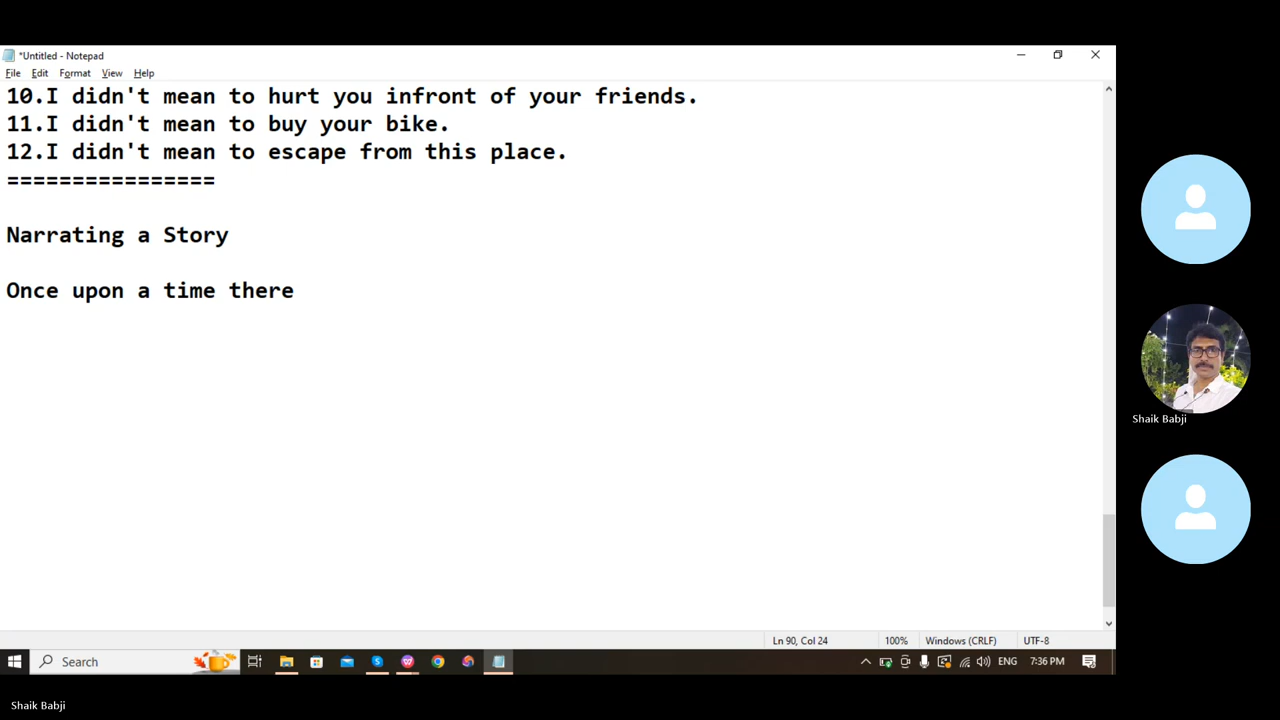 *Untitled - Notepad
File Edit Format View Help
10.I didn't mean to hurt you infront of your friends.
11.I didn't mean to buy your bike.
12.I didn't mean to escape from this place.
================
Narrating a Story
Once upon a time there
Shaik Babji
Ln 90, Col 24 100% Windows (CRLF) UTF-8
Search ENG 7:36 PM
Shaik Babji